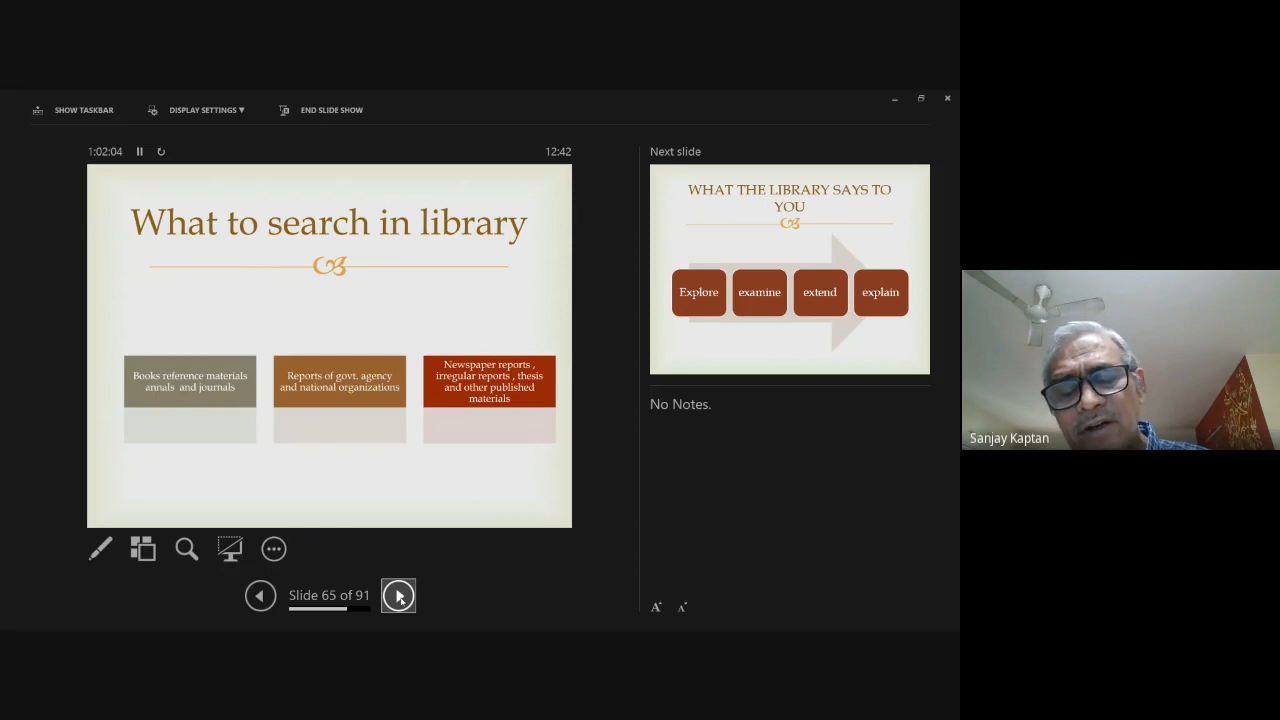 SHOW TASKBAR
DISPLAY SETTINGS ▼
END SLIDE SHOW
1:02:04
12:42
What to search in library
Books reference materials
annals and journals
Reports of govt. agency
and national organizations
Newspaper reports ,
irregular reports , thesis
and other published
materials
Slide 65 of 91
Next slide
WHAT THE LIBRARY SAYS TO
YOU
Explore
examine
extend
explain
No Notes.
A A
Sanjay Kaptan